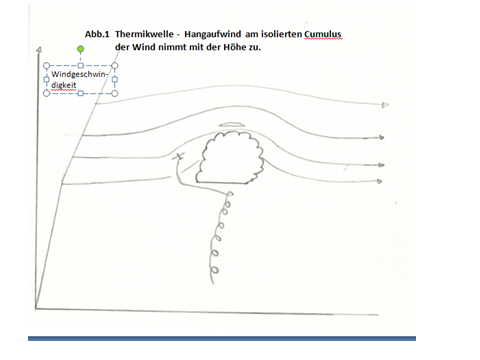 Abb.1 Thermikwelle - Hangaufwind am isolierten Cumulus
der Wind nimmt mit der Höhe zu.
Windgeschwin-
digkeit